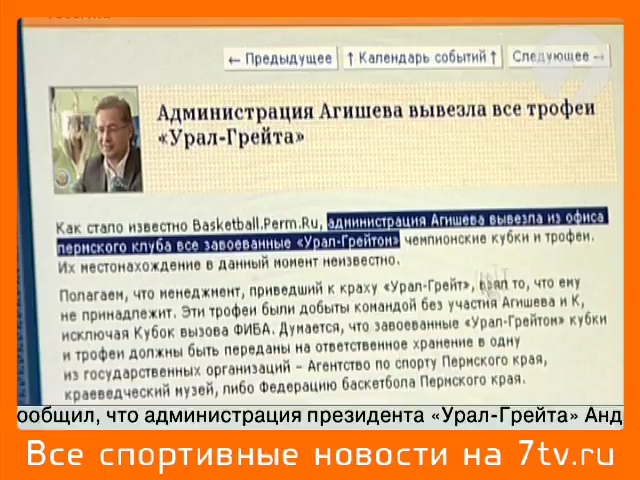 ← Предыдущее ↑ Календарь событий ↑ Следующее →
Администрация Агишева вывезла все трофеи
«Урал-Грейта»
Как стало известно Basketball.Perm.Ru, администрация Агишева вывезла из офиса
пермского клуба все завоеванные «Урал-Грейтом» чемпионские кубки и трофеи.
Их местонахождение в данный момент неизвестно.
Полагаем, что менеджмент, приведший к краху «Урал-Грейт», взял то, что ему
не принадлежит. Эти трофеи были добыты командой без участия Агишева и К,
исключая Кубок вызова ФИБА. Думается, что завоеванные «Урал-Грейтом» кубки
и трофеи должны быть переданы на ответственное хранение в одну
из государственных организаций – Агентство по спорту Пермского края,
краеведческий музей, либо Федерацию баскетбола Пермского края.
ообщил, что администрация президента «Урал-Грейта» Анд
Все спортивные новости на 7tv.ru